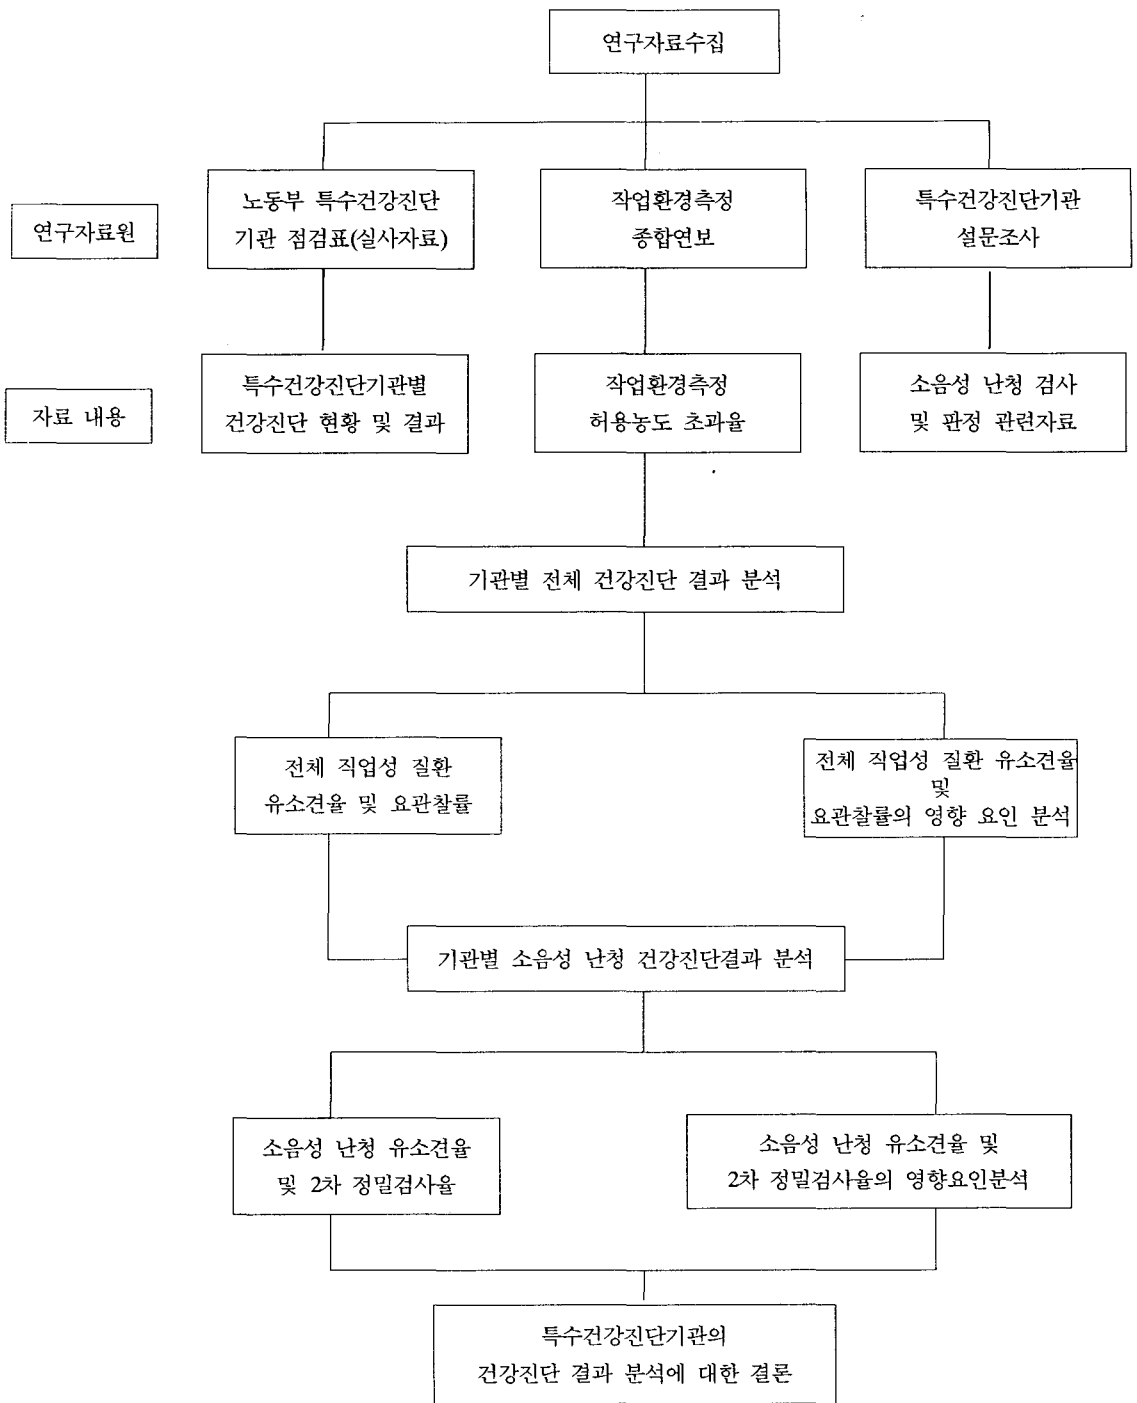 연구자료수집
연구자료원
노동부 특수건강진단
기관 점검표(실사자료)
작업환경측정
종합연보
특수건강진단기관
설문조사
자료 내용
특수건강진단기관별
건강진단 현황 및 결과
작업환경측정
허용농도 초과율
소음성 난청 검사
및 판정 관련자료
기관별 전체 건강진단 결과 분석
전체 직업성 질환
유소견율 및 요관찰률
전체 직업성 질환 유소견율
및
요관찰률의 영향 요인 분석
기관별 소음성 난청 건강진단결과 분석
소음성 난청 유소견율
및 2차 정밀검사율
소음성 난청 유소견율 및
2차 정밀검사율의 영향요인분석
특수건강진단기관의
건강진단 결과 분석에 대한 결론